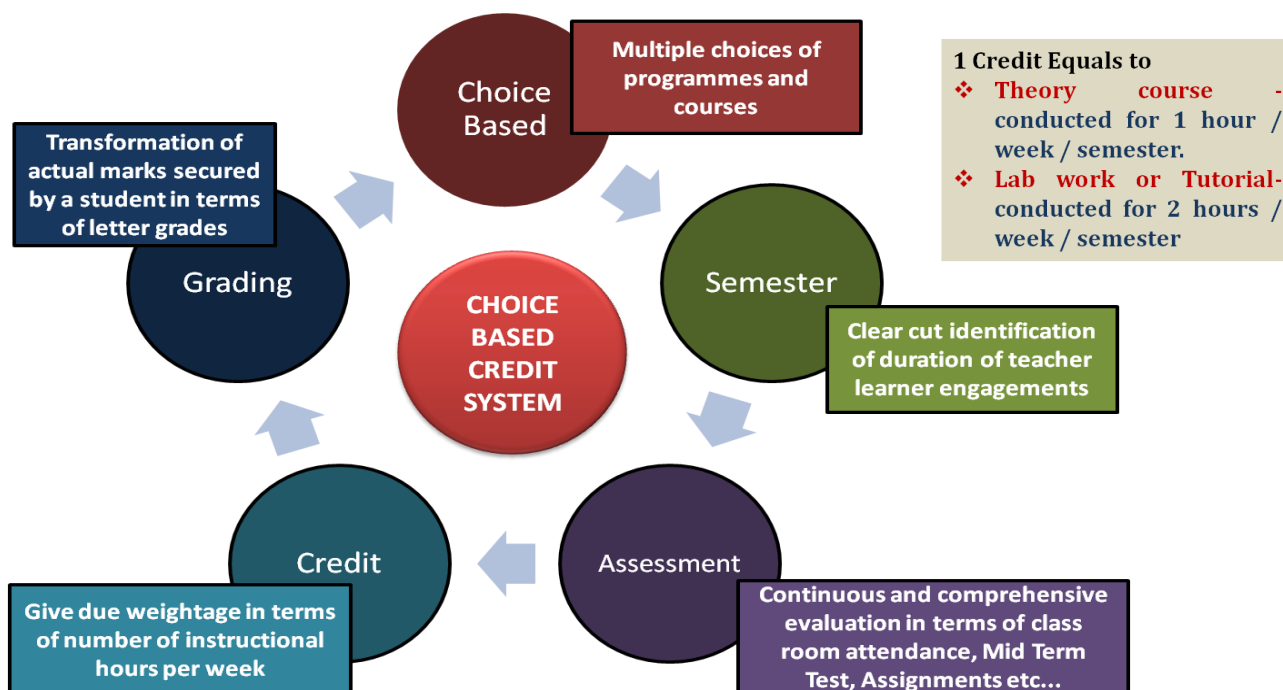 Choice
Based
Multiple choices of
programmes and
courses
1 Credit Equals to
❖ Theory course -
conducted for 1 hour /
week / semester.
❖ Lab work or Tutorial-
conducted for 2 hours /
week / semester
Transformation of
actual marks secured
by a student in terms
of letter grades
Grading
CHOICE
BASED
CREDIT
SYSTEM
Semester
Clear cut identification
of duration of teacher
learner engagements
Credit
Give due weightage in terms
of number of instructional
hours per week
Assessment
Continuous and comprehensive
evaluation in terms of class
room attendance, Mid Term
Test, Assignments etc...